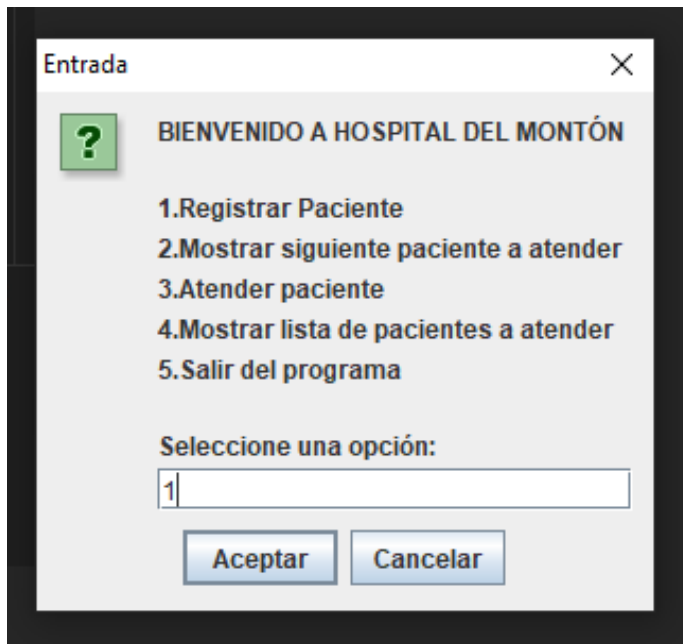 Entrada
?
BIENVENIDO A HOSPITAL DEL MONTÓN
1.Registrar Paciente
2.Mostrar siguiente paciente a atender
3.Atender paciente
4.Mostrar lista de pacientes a atender
5.Salir del programa
Seleccione una opción:
1
Aceptar Cancelar